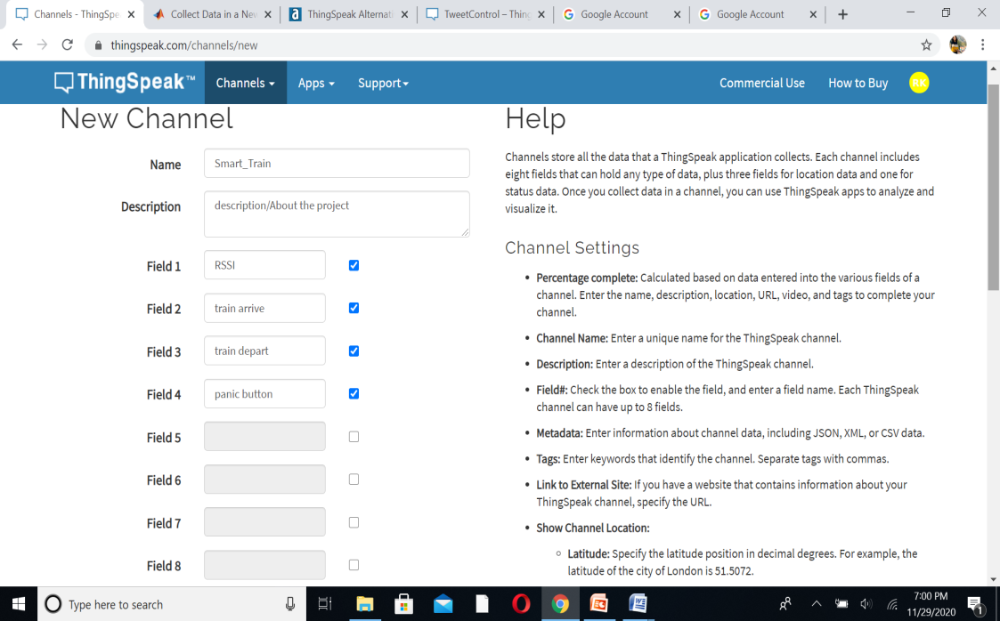 Channels - ThingSpe
Collect Data in a New
ThingSpeak Alternati
TweetControl – Thing
Google Account
Google Account
thingspeak.com/channels/new
ThingSpeak™
Channels
Apps
Support
Commercial Use
How to Buy
RK
New Channel
Name
Smart_Train
Description
description/About the project
Field 1
RSSI
Field 2
train arrive
Field 3
train depart
Field 4
panic button
Field 5
Field 6
Field 7
Field 8
Help
Channels store all the data that a ThingSpeak application collects. Each channel includes
eight fields that can hold any type of data, plus three fields for location data and one for
status data. Once you collect data in a channel, you can use ThingSpeak apps to analyze and
visualize it.
Channel Settings
• Percentage complete: Calculated based on data entered into the various fields of a
channel. Enter the name, description, location, URL, video, and tags to complete your
channel.
• Channel Name: Enter a unique name for the ThingSpeak channel.
• Description: Enter a description of the ThingSpeak channel.
• Field#: Check the box to enable the field, and enter a field name. Each ThingSpeak
channel can have up to 8 fields.
• Metadata: Enter information about channel data, including JSON, XML, or CSV data.
• Tags: Enter keywords that identify the channel. Separate tags with commas.
• Link to External Site: If you have a website that contains information about your
ThingSpeak channel, specify the URL.
• Show Channel Location:
◦ Latitude: Specify the latitude position in decimal degrees. For example, the
latitude of the city of London is 51.5072.
Type here to search
7:00 PM
11/29/2020
1